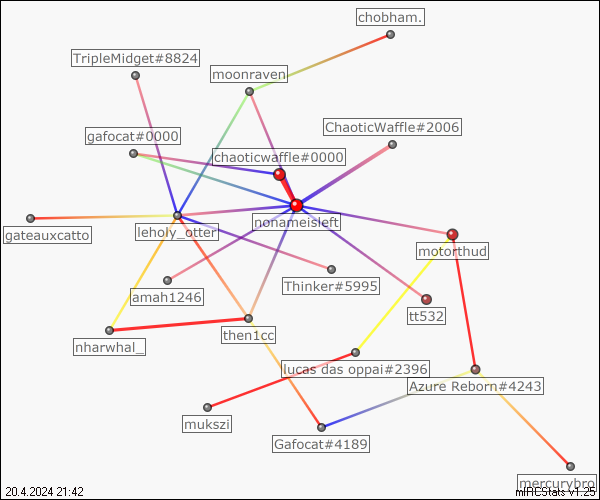 chobham.
TripleMidget#8824
moonraven
ChaoticWaffle#2006
gafocat#0000
chaoticwaffle#0000
nonameisleft
leholy_otter
gateauxcatto
motorthud
Thinker#5995
amah1246
tt532
then1cc
nharwhal_
lucas das oppai#2396
Azure Reborn#4243
mukszi
Gafocat#4189
mercurybro
20.4.2024 21:42
mIRCStats v1.25